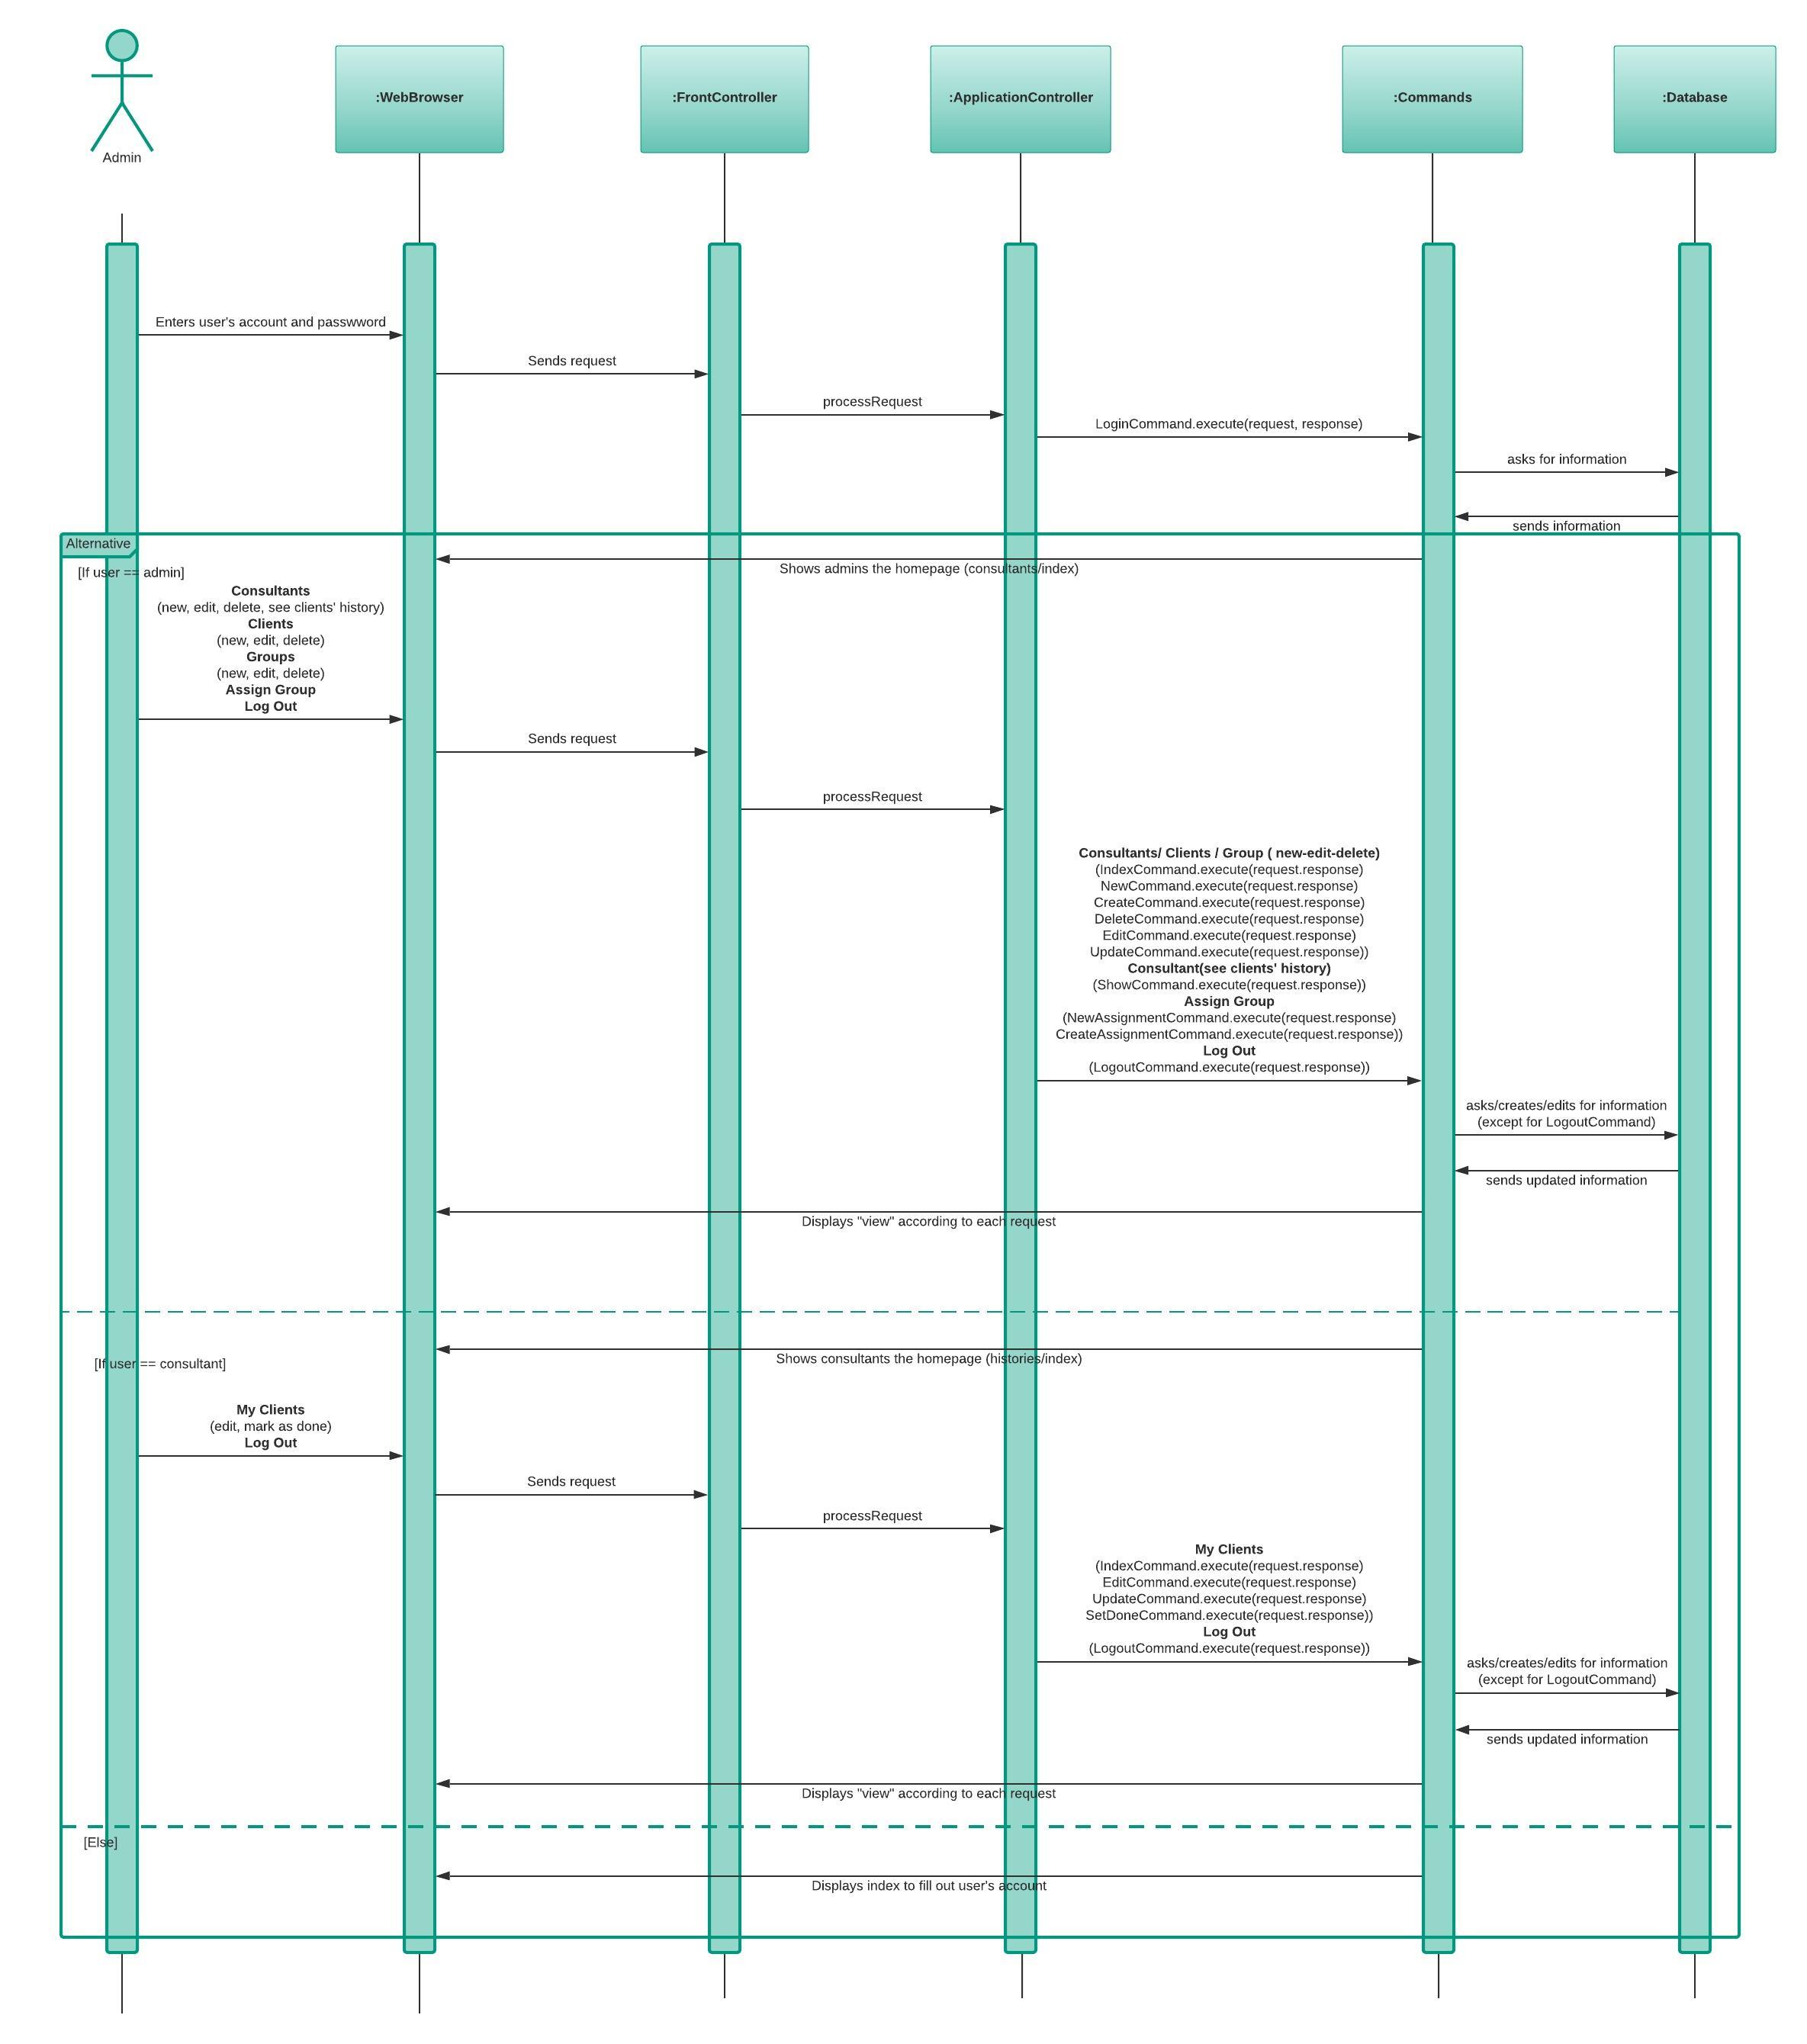 Admin
:WebBrowser
:FrontController
:ApplicationController
:Commands
:Database
Enters user's account and passwword
Sends request
processRequest
LoginCommand.execute(request, response)
asks for information
sends information
Alternative
[If user == admin]
Shows admins the homepage (consultants/index)
Consultants
(new, edit, delete, see clients' history)
Clients
(new, edit, delete)
Groups
(new, edit, delete)
Assign Group
Log Out
Sends request
processRequest
Consultants/ Clients / Group ( new-edit-delete)
(IndexCommand.execute(request.response)
NewCommand.execute(request.response)
CreateCommand.execute(request.response)
DeleteCommand.execute(request.response)
EditCommand.execute(request.response)
UpdateCommand.execute(request.response))
Consultant(see clients' history)
(ShowCommand.execute(request.response))
Assign Group
(NewAssignmentCommand.execute(request.response)
CreateAssignmentCommand.execute(request.response))
Log Out
(LogoutCommand.execute(request.response))
asks/creates/edits for information
(except for LogoutCommand)
sends updated information
Displays "view" according to each request
Shows consultants the homepage (histories/index)
[If user == consultant]
My Clients
(edit, mark as done)
Log Out
Sends request
processRequest
My Clients
(IndexCommand.execute(request.response)
EditCommand.execute(request.response)
UpdateCommand.execute(request.response)
SetDoneCommand.execute(request.response))
Log Out
(LogoutCommand.execute(request.response))
asks/creates/edits for information
(except for LogoutCommand)
sends updated information
Displays "view" according to each request
[Else]
Displays index to fill out user's account